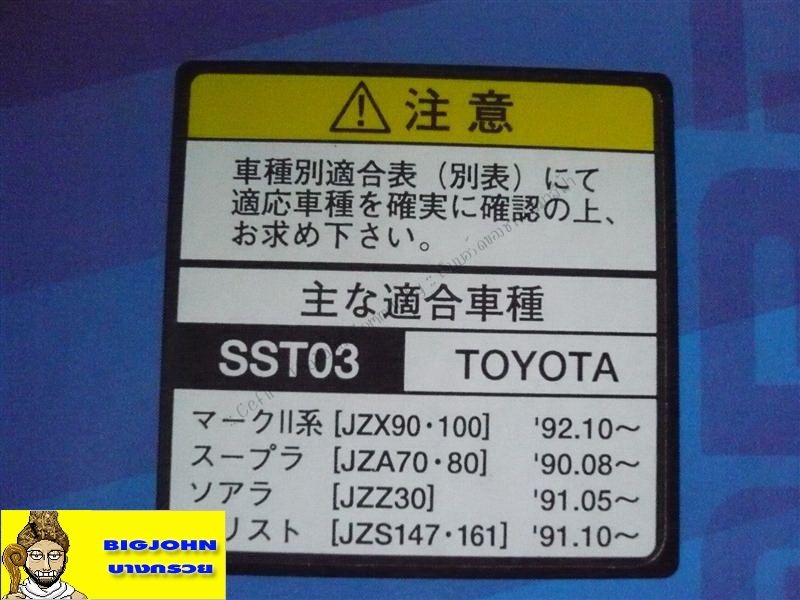 注意
車種別適合表（別表）にて
適応車種を確実に確認の上、
お求め下さい。
主な適合車種
SST03 TOYOTA
マークII系 [JZX90・100] '92.10～
スープラ [JZA70・80] '90.08～
ソアラ [JZZ30] '91.05～
リスト [JZS147・161] '91.10～
BIGJOHN
บางกรวย